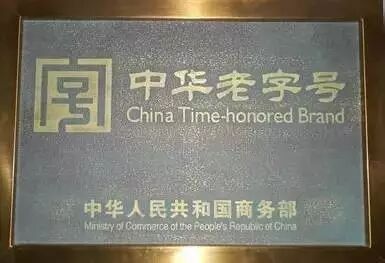 中华老字号
China Time-honored Brand
中华人民共和国商务部
Ministry of Commerce of the People's Republic of China